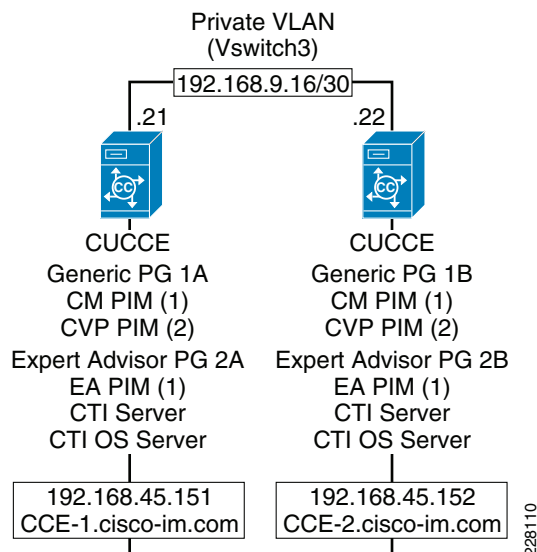 Private VLAN
(Vswitch3)
192.168.9.16/30
.21
.22
CC
CC
CUCCE
Generic PG 1A
CM PIM (1)
CVP PIM (2)
Expert Advisor PG 2A
EA PIM (1)
CTI Server
CTI OS Server
CUCCE
Generic PG 1B
CM PIM (1)
CVP PIM (2)
Expert Advisor PG 2B
EA PIM (1)
CTI Server
CTI OS Server
192.168.45.151
CCE-1.cisco-im.com
192.168.45.152
CCE-2.cisco-im.com
228110